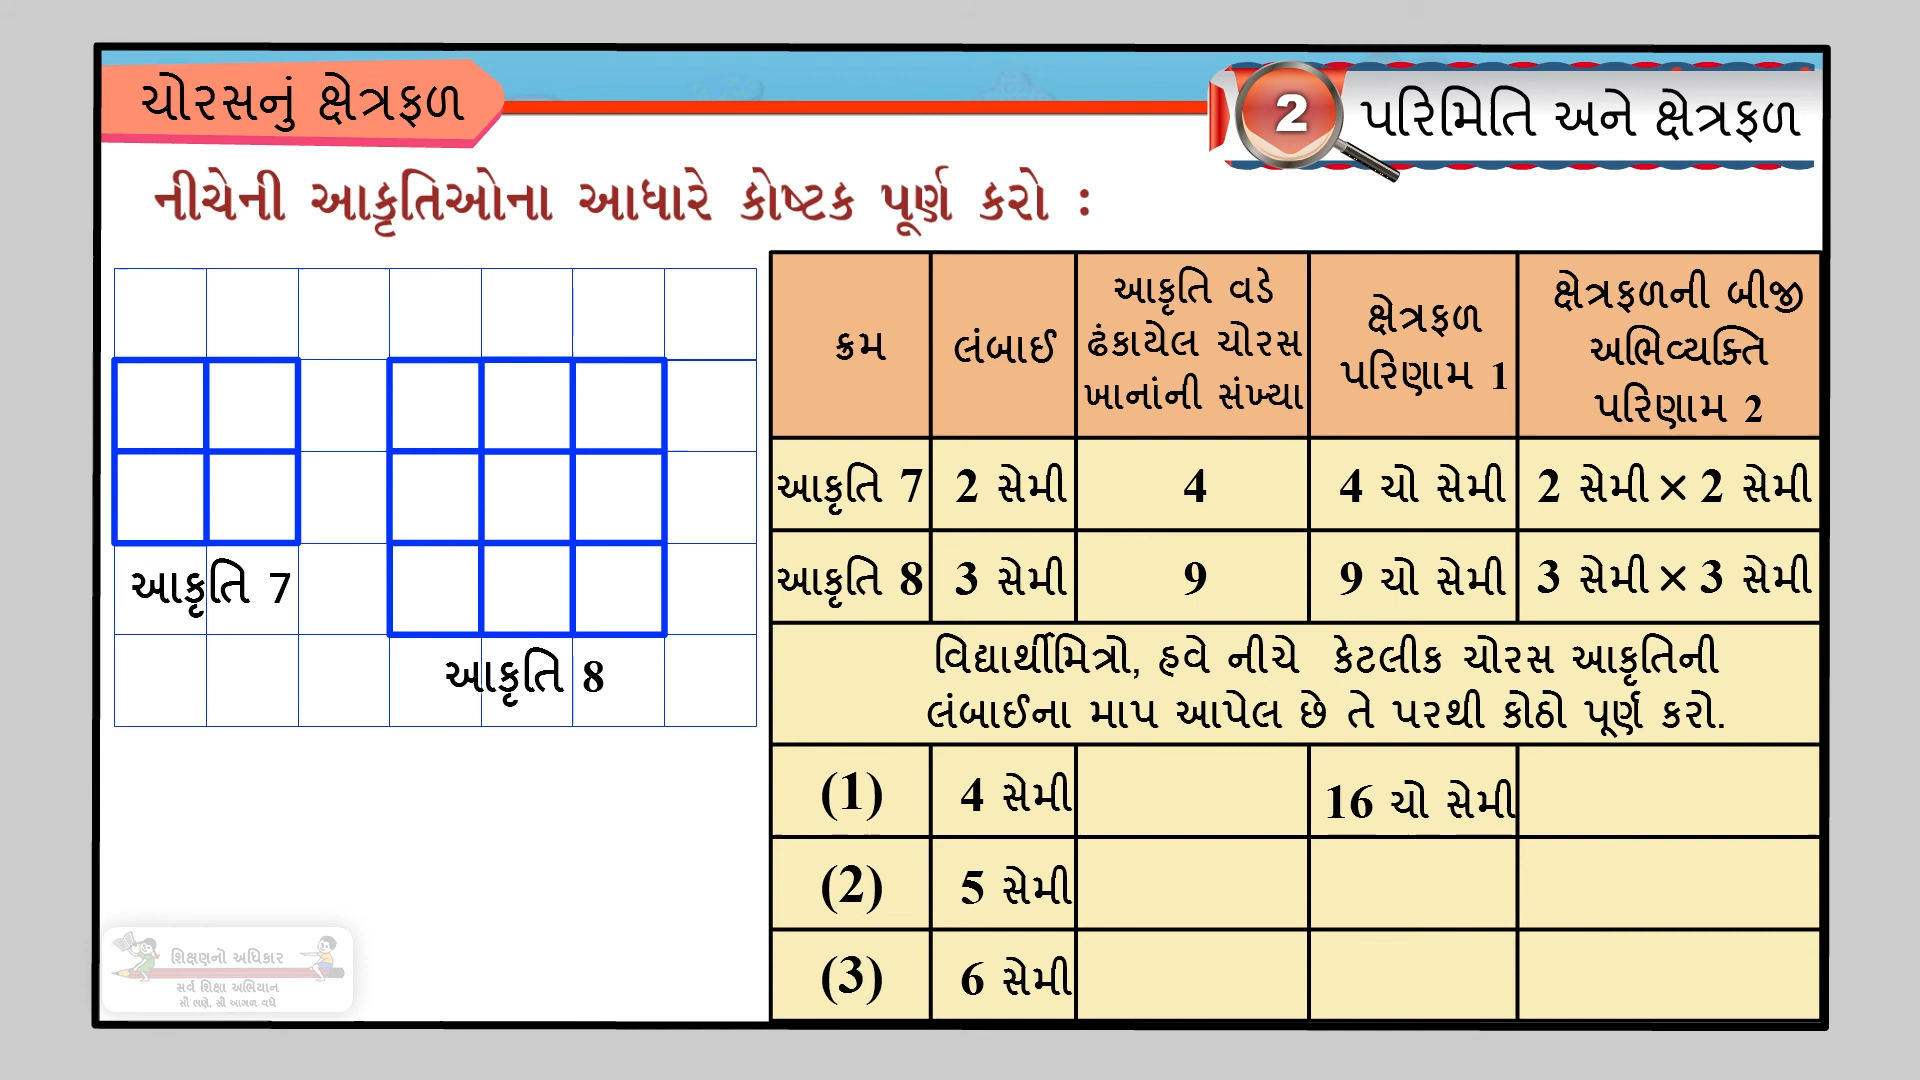 ચોરસનું ક્ષેત્રફળ
2 પરિમિતિ અને ક્ષેત્રફળ
નીચેની આકૃતિઓના આધારે કોષ્ટક પૂર્ણ કરો :
આકૃતિ 7
આકૃતિ 8
ક્રમ
લંબાઈ
આકૃતિ વડે
ઢંકાયેલ ચોરસ
ખાનાંની સંખ્યા
ક્ષેત્રફળ
પરિણામ 1
ક્ષેત્રફળની બીજી
અભિવ્યક્તિ
પરિણામ 2
આકૃતિ 7 2 સેમી 4 4 ચો સેમી 2 સેમી × 2 સેમી
આકૃતિ 8 3 સેમી 9 9 ચો સેમી 3 સેમી × 3 સેમી
વિદ્યાર્થીમિત્રો, હવે નીચે કેટલીક ચોરસ આકૃતિની
લંબાઈના માપ આપેલ છે તે પરથી કોઠો પૂર્ણ કરો.
(1) 4 સેમી 16 ચો સેમી
(2) 5 સેમી
(3) 6 સેમી
શિક્ષણનો અધિકાર
સર્વ શિક્ષા અભિયાન
સૌ ભણે, સૌ આગળ વધે